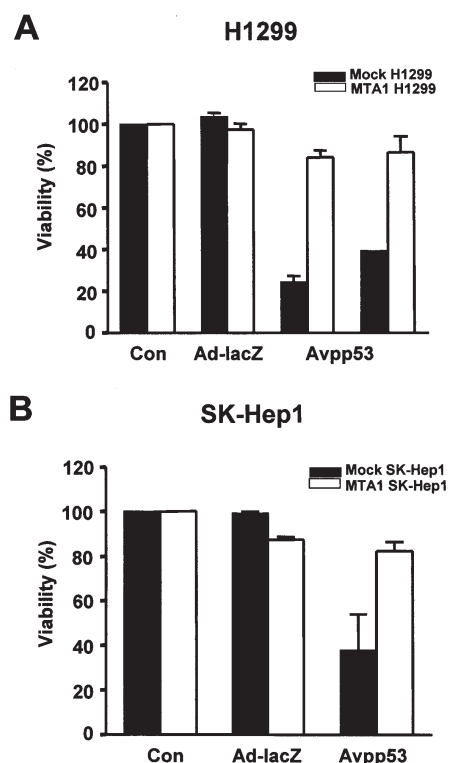 A
H1299
Mock H1299
MTA1 H1299
Viability (%)
120
100
80
60
40
20
0
Con Ad-lacZ Avpp53
B
SK-Hep1
Mock SK-Hep1
MTA1 SK-Hep1
Viability (%)
120
100
80
60
40
20
0
Con Ad-lacZ Avpp53